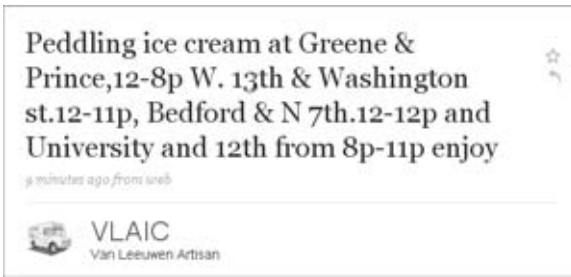 Peddling ice cream at Greene &
Prince,12-8p W. 13th & Washington
st.12-11p, Bedford & N 7th.12-12p and
University and 12th from 8p-11p enjoy
9 minutes ago from web
VLAIC
Van Leeuwen Artisan